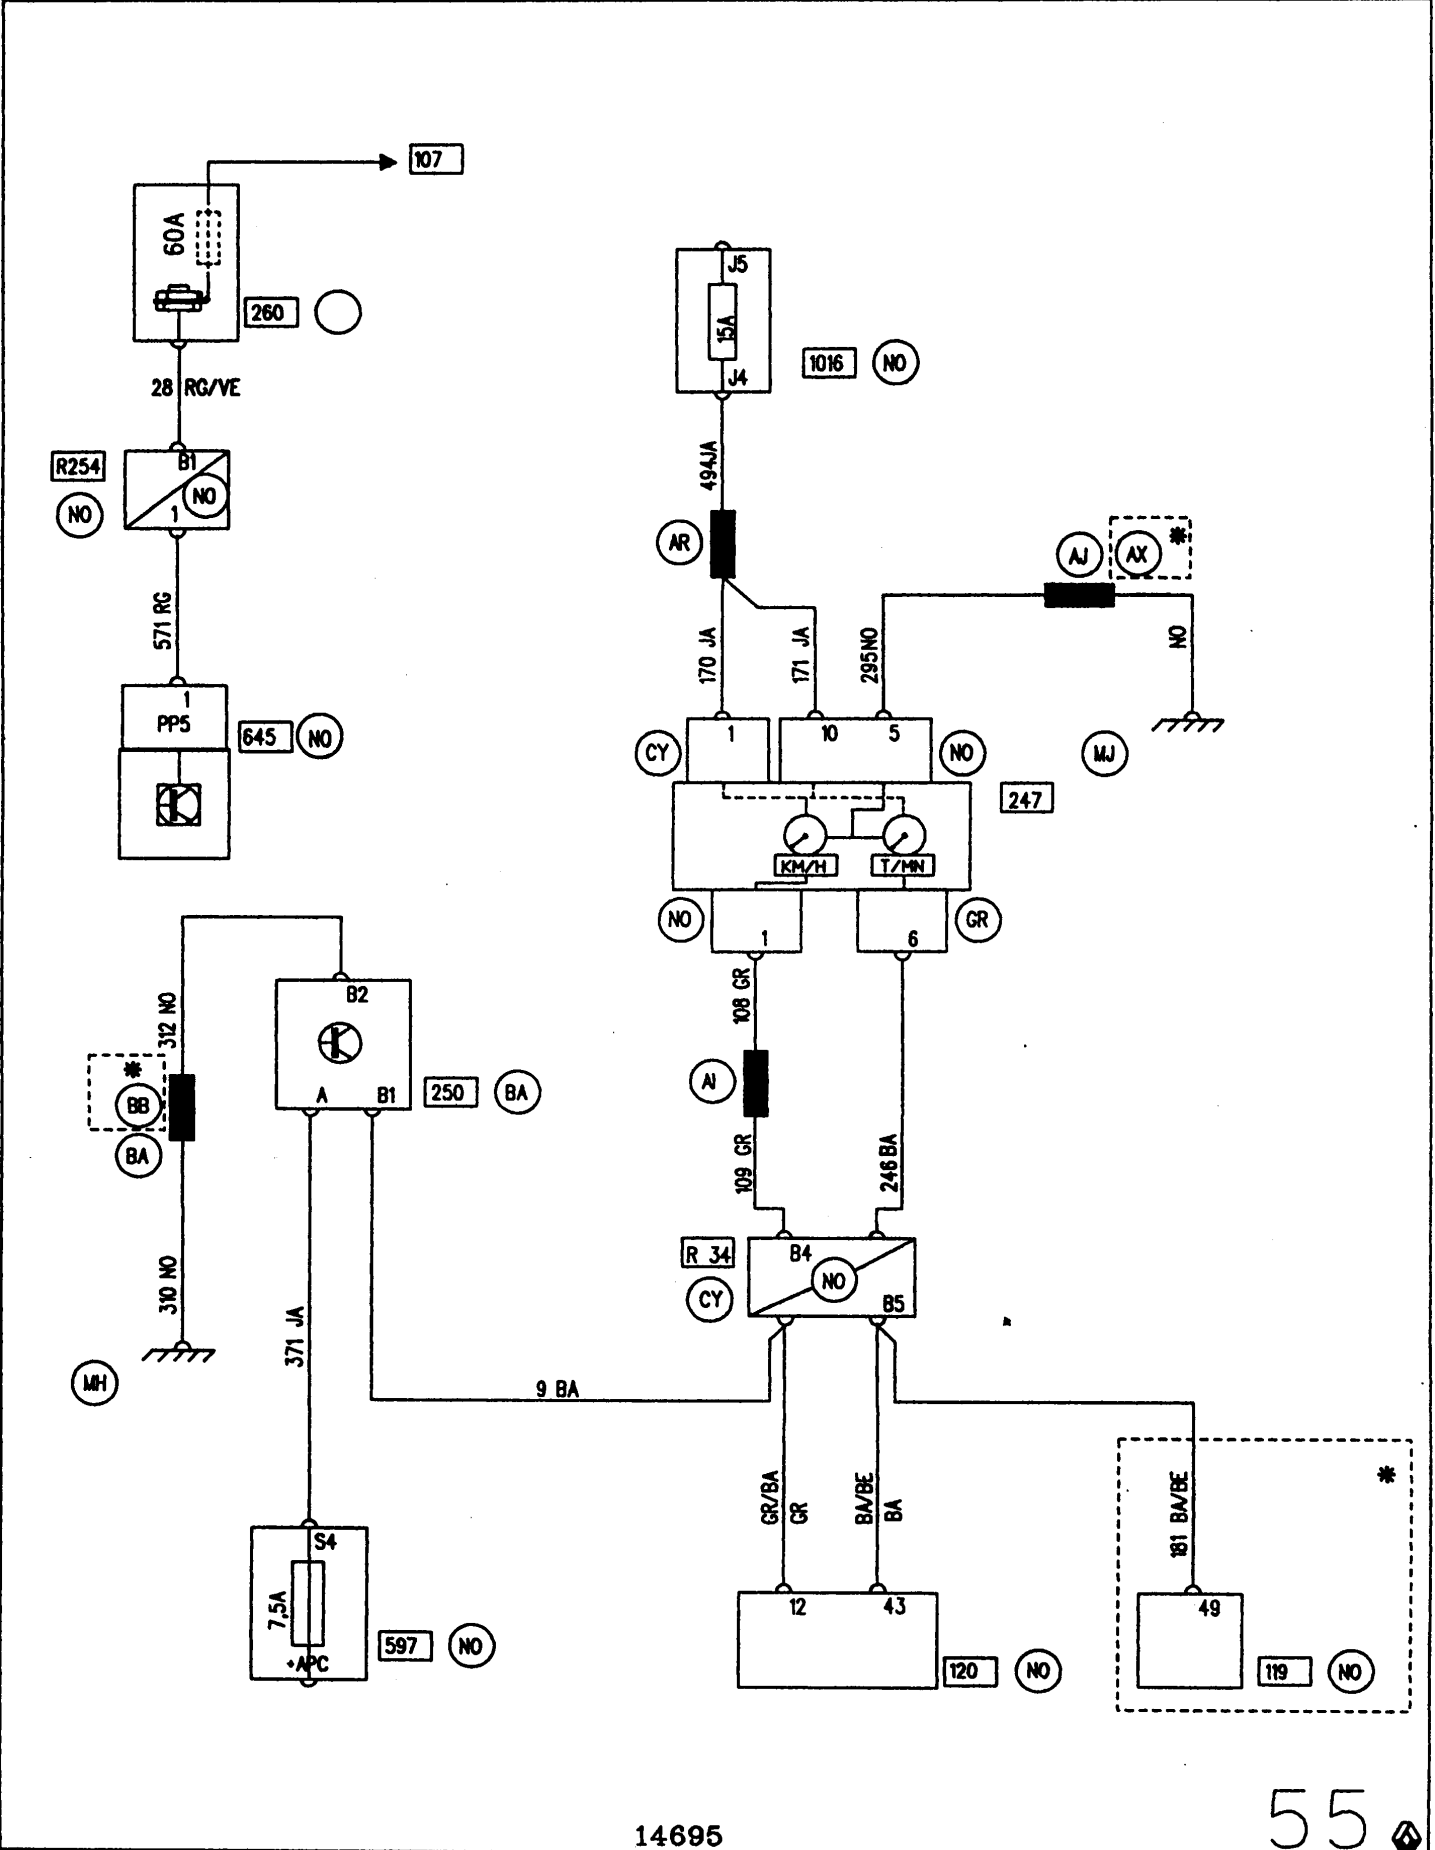 107
60A
260
28 RG/VE
R254
B1
NO
NO
1
571 RG
1
PP5
645
NO
J5
15A
J4
1016
NO
494JA
AR
AJ
AX
*
170 JA
171 JA
295NO
NO
CY
1
10
5
NO
MJ
247
KM/H
T/MN
NO
1
6
GR
108 GR
AI
109 GR
246 BA
312 NO
B2
*
BB
BA
A
B1
250
BA
310 NO
MH
371 JA
R 34
CY
B4
NO
B5
9 BA
GR/BA
GR
BA/BE
BA
181 BA/BE
*
S4
7,5A
+APC
597
NO
12
43
120
NO
49
119
NO
14695
55